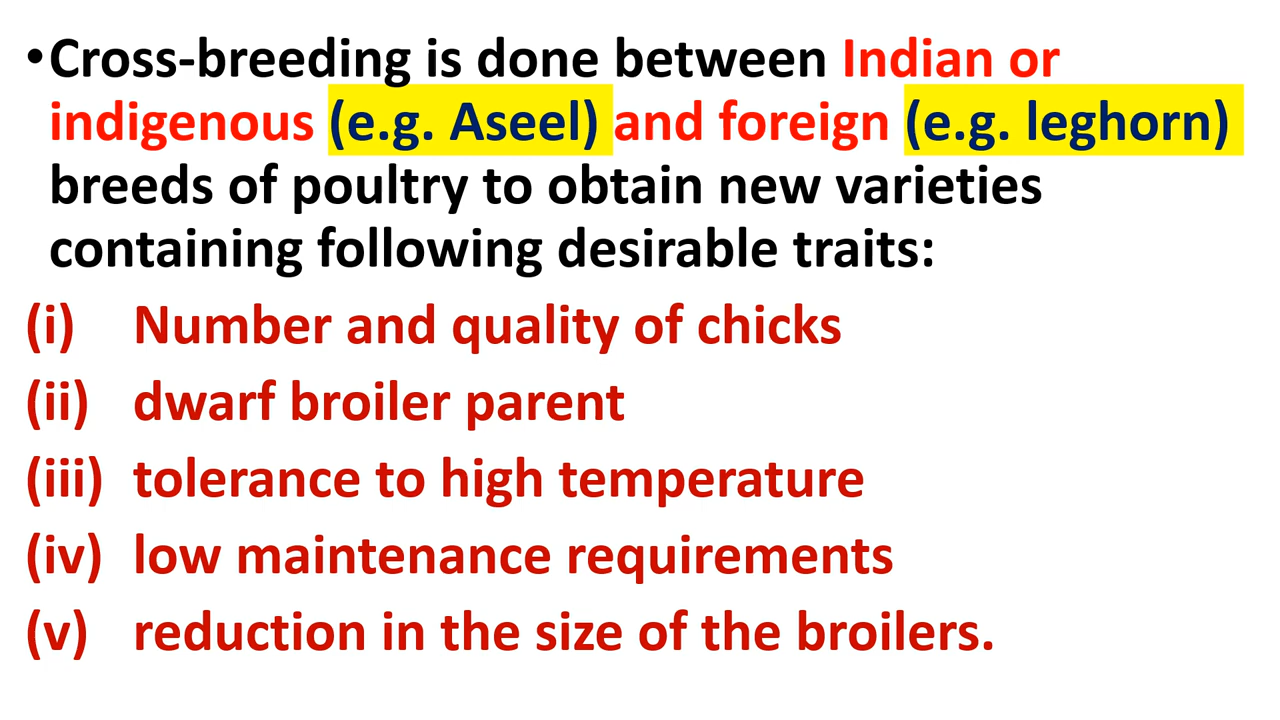 •Cross-breeding is done between Indian or
indigenous (e.g. Aseel) and foreign (e.g. leghorn)
breeds of poultry to obtain new varieties
containing following desirable traits:
(i) Number and quality of chicks
(ii) dwarf broiler parent
(iii) tolerance to high temperature
(iv) low maintenance requirements
(v) reduction in the size of the broilers.